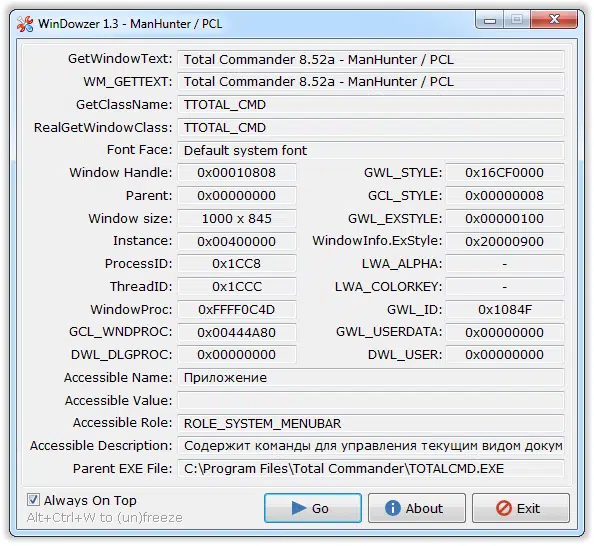 WinDowzer 1.3 - ManHunter / PCL
GetWindowText: Total Commander 8.52a - ManHunter / PCL
WM_GETTEXT: Total Commander 8.52a - ManHunter / PCL
GetClassName: TTOTAL_CMD
RealGetWindowClass: TTOTAL_CMD
Font Face: Default system font
Window Handle: 0x00010808 GWL_STYLE: 0x16CF0000
Parent: 0x00000000 GCL_STYLE: 0x00000008
Window size: 1000 x 845 GWL_EXSTYLE: 0x00000100
Instance: 0x00400000 WindowInfo.ExStyle: 0x20000900
ProcessID: 0x1CC8 LWA_ALPHA: -
ThreadID: 0x1CCC LWA_COLORKEY: -
WindowProc: 0xFFFF0C4D GWL_ID: 0x1084F
GCL_WNDPROC: 0x00444A80 GWL_USERDATA: 0x00000000
DWL_DLGPROC: 0x00000000 DWL_USER: 0x00000000
Accessible Name: Приложение
Accessible Value:
Accessible Role: ROLE_SYSTEM_MENUBAR
Accessible Description: Содержит команды для управления текущим видом докум
Parent EXE File: C:\Program Files\Total Commander\TOTALCMD.EXE
Always On Top
Alt+Ctrl+W to (un)freeze
Go About Exit